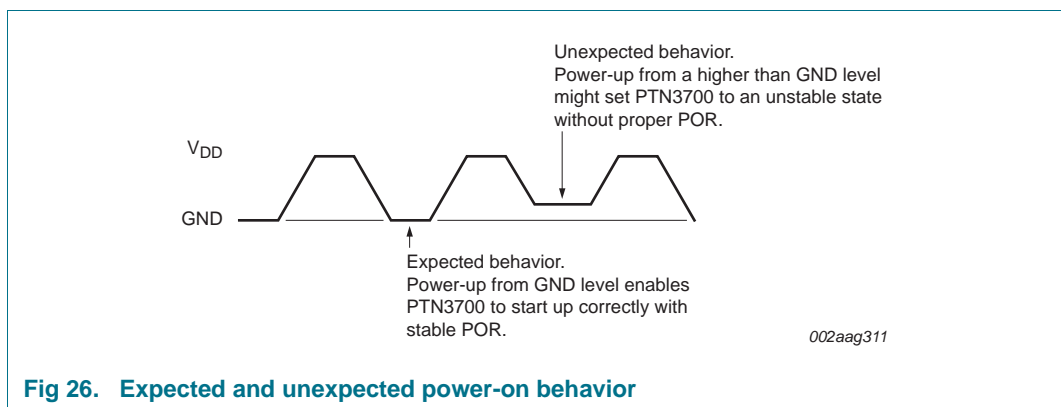 Unexpected behavior.
Power-up from a higher than GND level
might set PTN3700 to an unstable state
without proper POR.
VDD
GND
Expected behavior.
Power-up from GND level enables
PTN3700 to start up correctly with
stable POR.
002aag311
Fig 26. Expected and unexpected power-on behavior